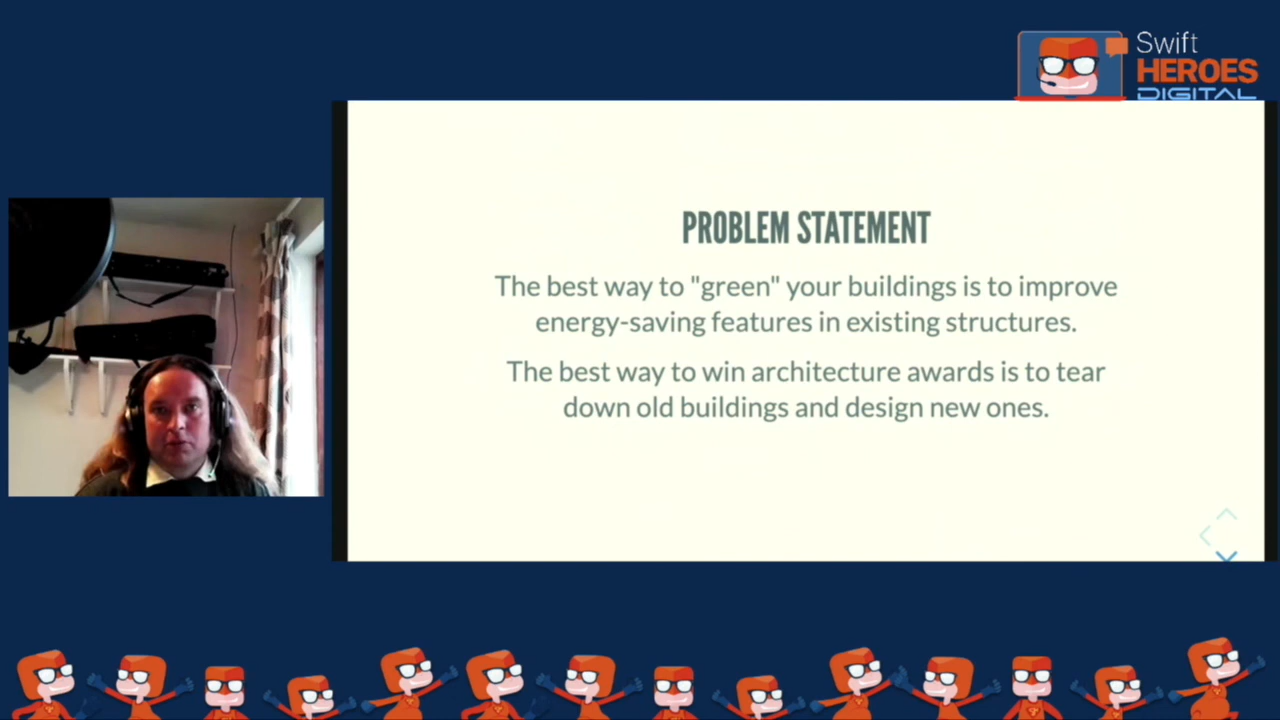 Swift
HEROES
DIGITAL
PROBLEM STATEMENT
The best way to "green" your buildings is to improve
energy-saving features in existing structures.
The best way to win architecture awards is to tear
down old buildings and design new ones.